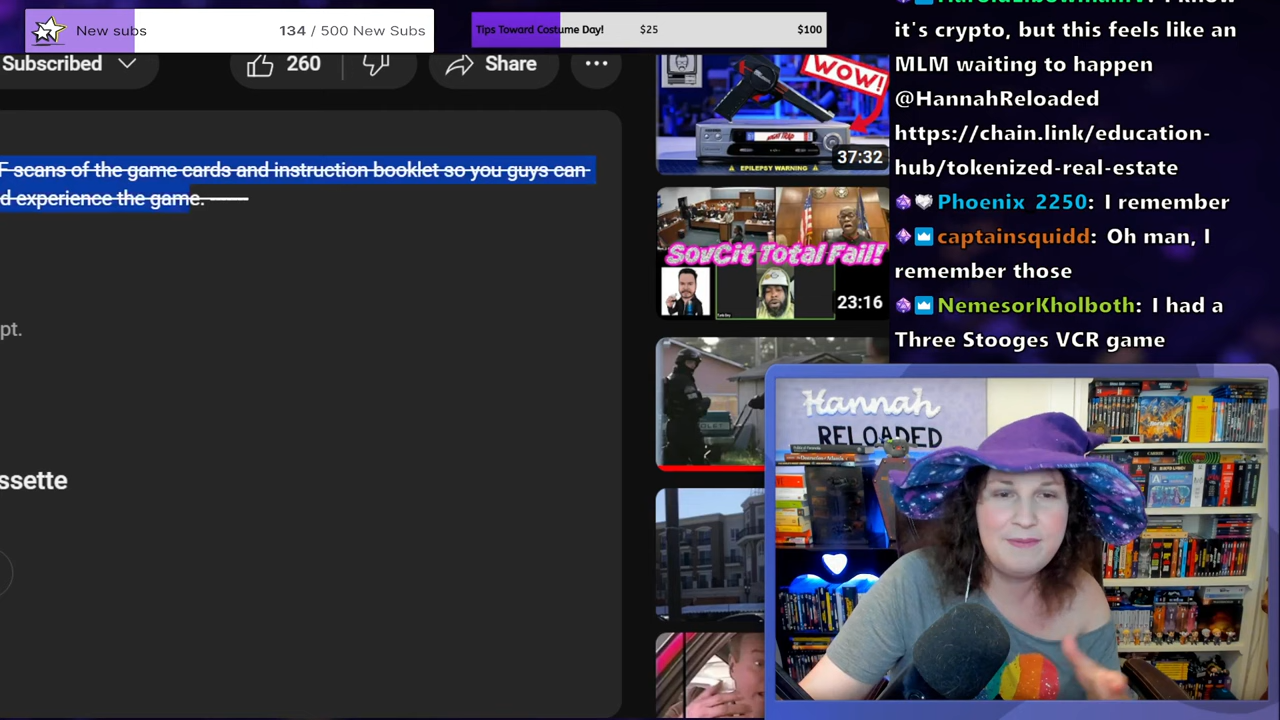 New subs
134 / 500 New Subs
Tips Toward Costume Day!
$25
$100
Subscribed
260
Share
F scans of the game cards and instruction booklet so you guys can
d experience the game. ——
pt.
ssette
WOW!
EPILEPSY WARNING
37:32
SovCit Total Fail!
23:16
it's crypto, but this feels like an
MLM waiting to happen
@HannahReloaded
https://chain.link/education-
hub/tokenized-real-estate
Phoenix_2250: I remember
captainsquidd: Oh man, I
remember those
NemesorKholboth: I had a
Three Stooges VCR game
Hannah
RELOADED